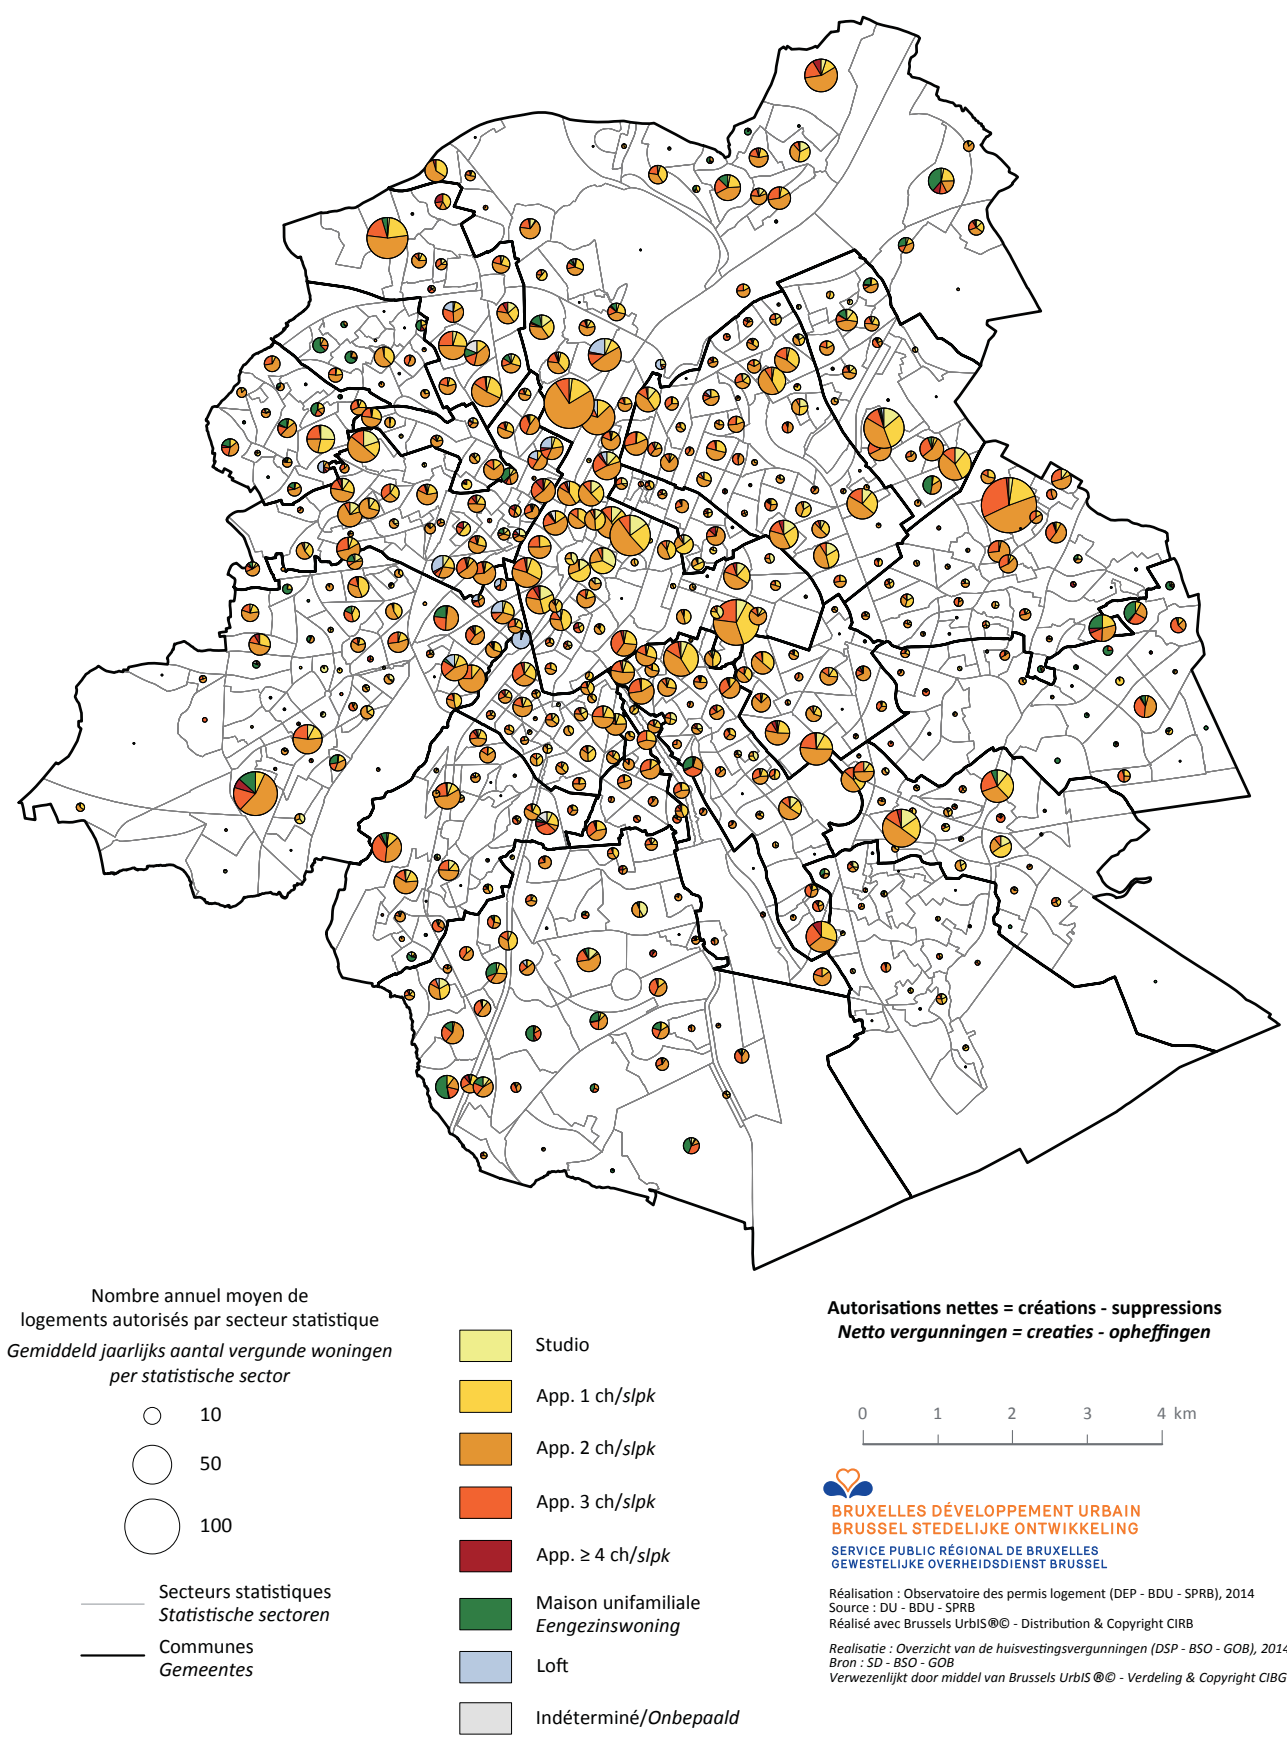 Nombre annuel moyen de
logements autorisés par secteur statistique
Gemiddeld jaarlijks aantal vergunde woningen
per statistische sector
10
50
100
Secteurs statistiques
Statistische sectoren
Communes
Gemeentes
Studio
App. 1 ch/slpk
App. 2 ch/slpk
App. 3 ch/slpk
App. ≥ 4 ch/slpk
Maison unifamiliale
Eengezinswoning
Loft
Indéterminé/Onbepaald
Autorisations nettes = créations - suppressions
Netto vergunningen = creaties - opheffingen
0 1 2 3 4 km
BRUXELLES DÉVELOPPEMENT URBAIN
BRUSSEL STEDELIJKE ONTWIKKELING
SERVICE PUBLIC RÉGIONAL DE BRUXELLES
GEWESTELIJKE OVERHEIDSDIENST BRUSSEL
Réalisation : Observatoire des permis logement (DEP - BDU - SPRB), 2014
Source : DU - BDU - SPRB
Réalisé avec Brussels UrbIS®© - Distribution & Copyright CIRB
Realisatie : Overzicht van de huisvestingsvergunningen (DSP - BSO - GOB), 2014
Bron : SD - BSO - GOB
Verwezenlijkt door middel van Brussels UrbIS ®© - Verdeling & Copyright CIBG